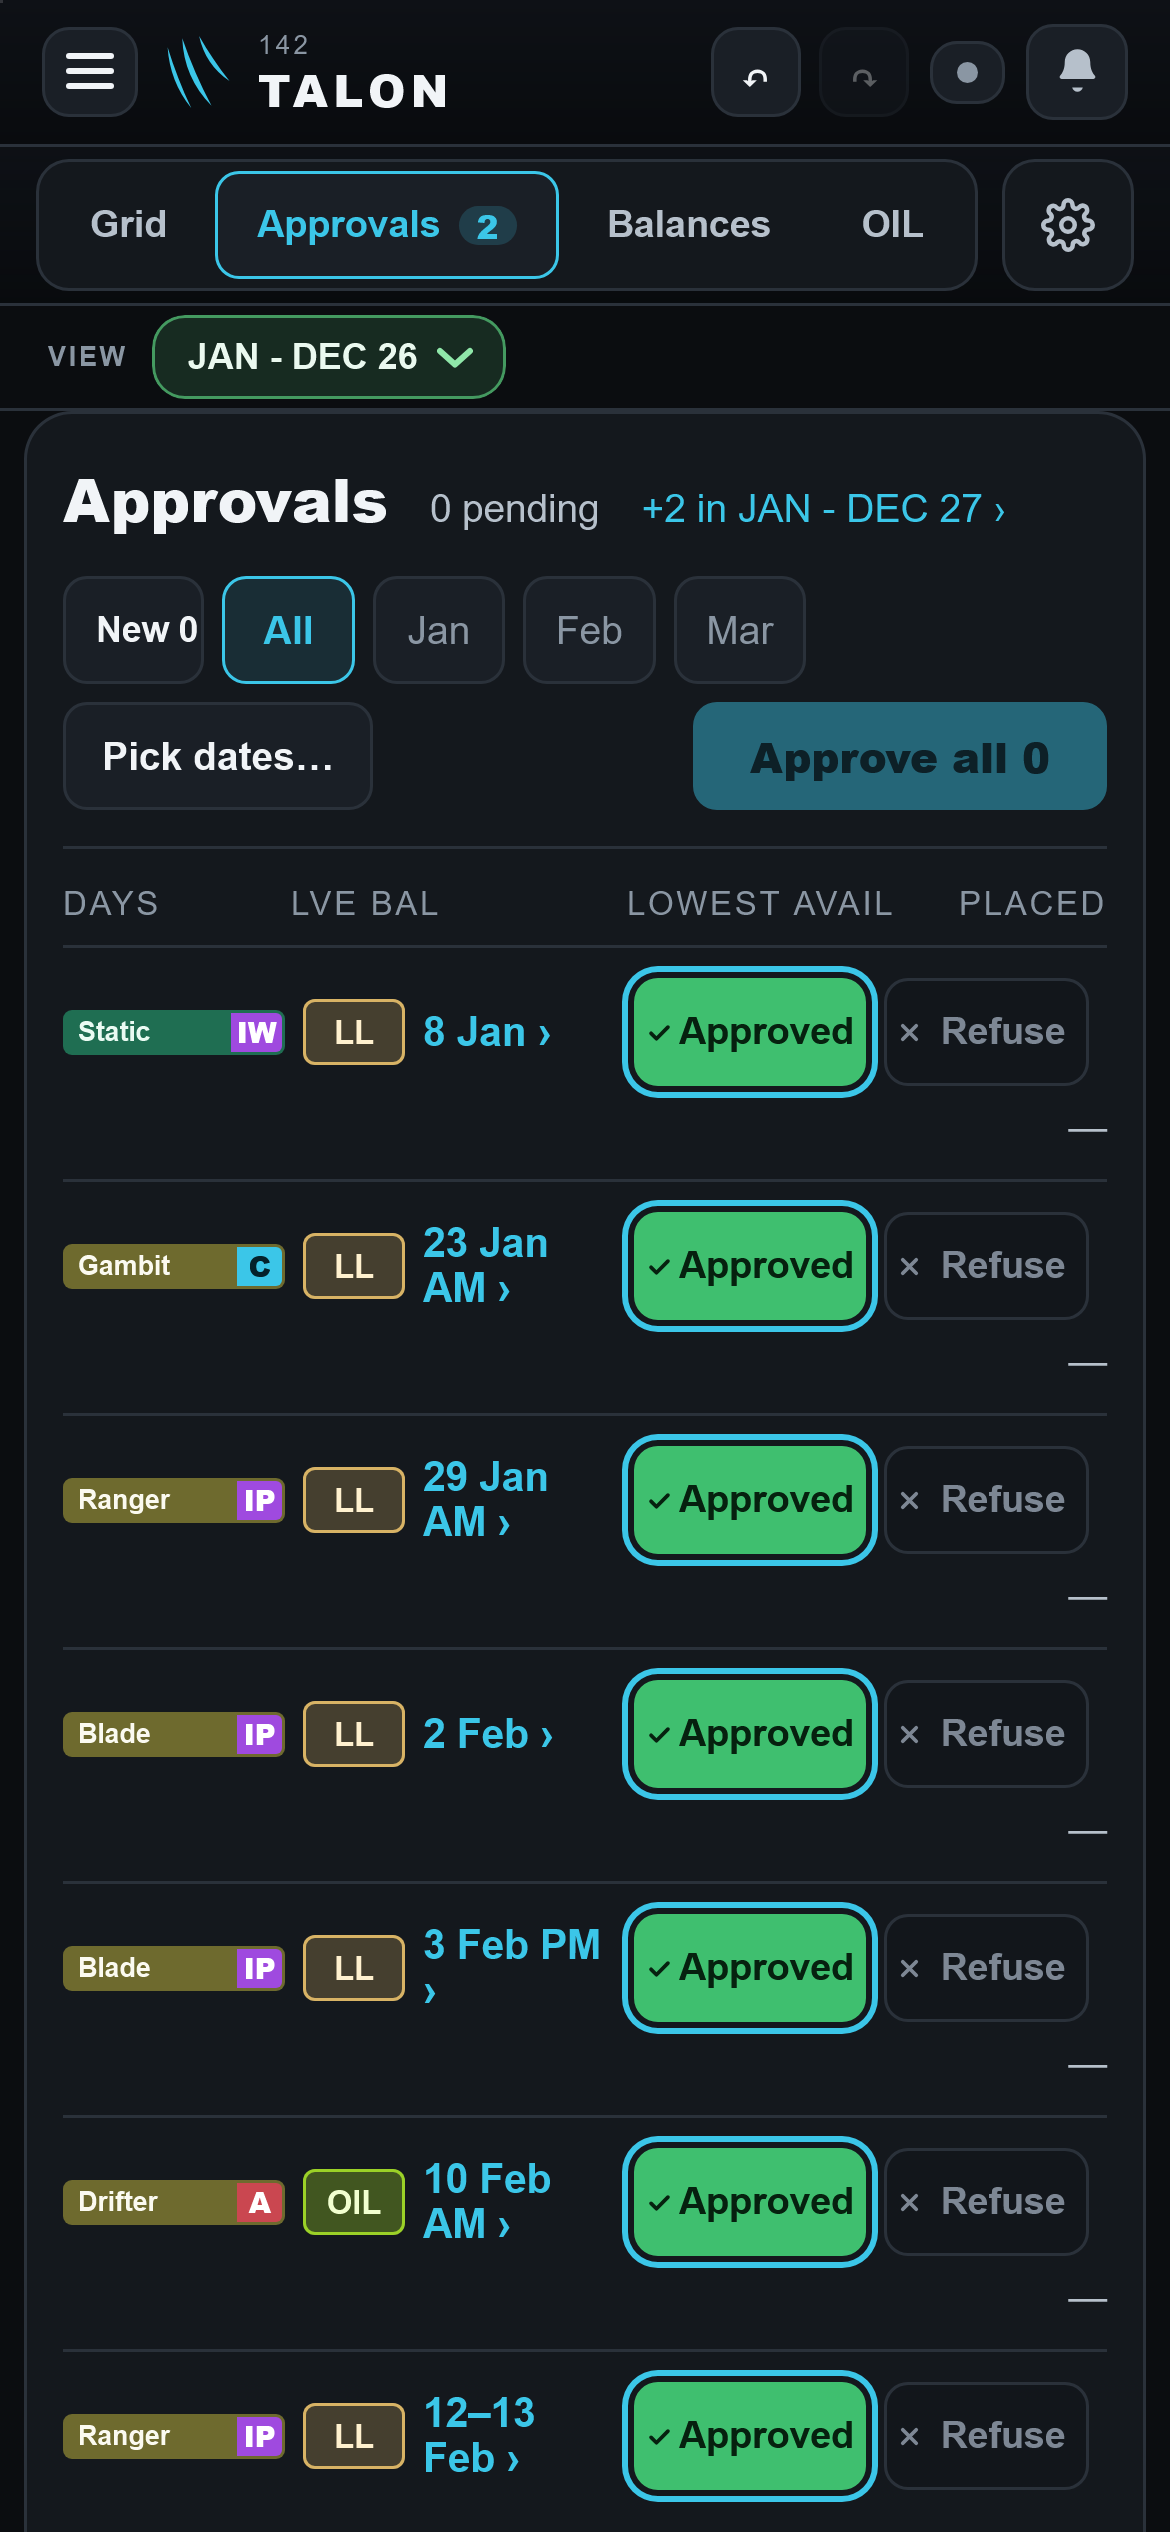 142
TALON
Grid
Approvals 2
Balances
OIL
VIEW
JAN - DEC 26
Approvals 0 pending +2 in JAN - DEC 27 ›
New 0
All
Jan
Feb
Mar
Pick dates...
Approve all 0
DAYS LVE BAL LOWEST AVAIL PLACED
Static IW LL 8 Jan › ✓ Approved × Refuse
—
Gambit C LL 23 Jan
AM › ✓ Approved × Refuse
—
Ranger IP LL 29 Jan
AM › ✓ Approved × Refuse
—
Blade IP LL 2 Feb › ✓ Approved × Refuse
—
Blade IP LL 3 Feb PM
› ✓ Approved × Refuse
—
Drifter A OIL 10 Feb
AM › ✓ Approved × Refuse
—
Ranger IP LL 12–13
Feb › ✓ Approved × Refuse